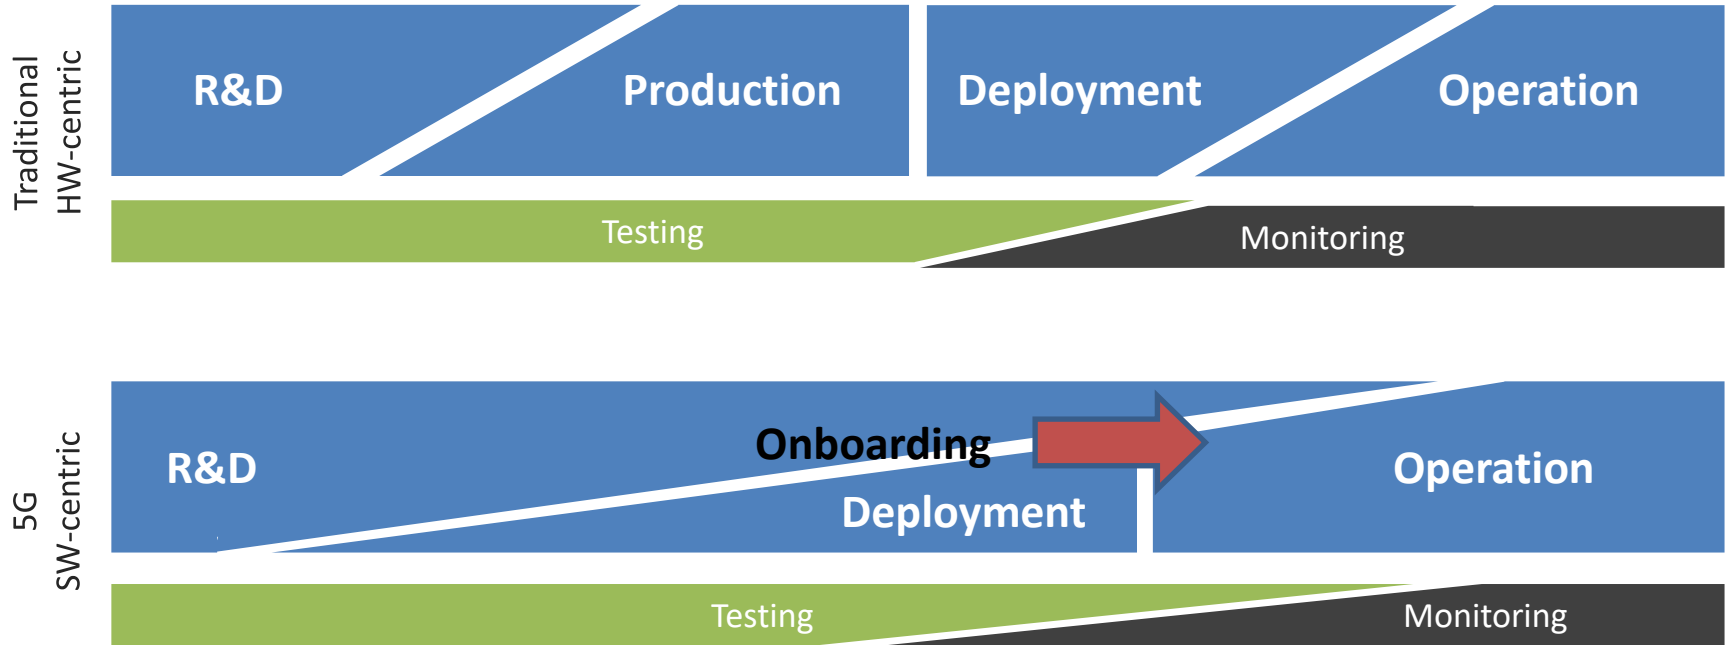 Traditional
HW-centric
R&D
Production
Deployment
Operation
Testing
Monitoring
5G
SW-centric
R&D
Onboarding
Deployment
Operation
Testing
Monitoring